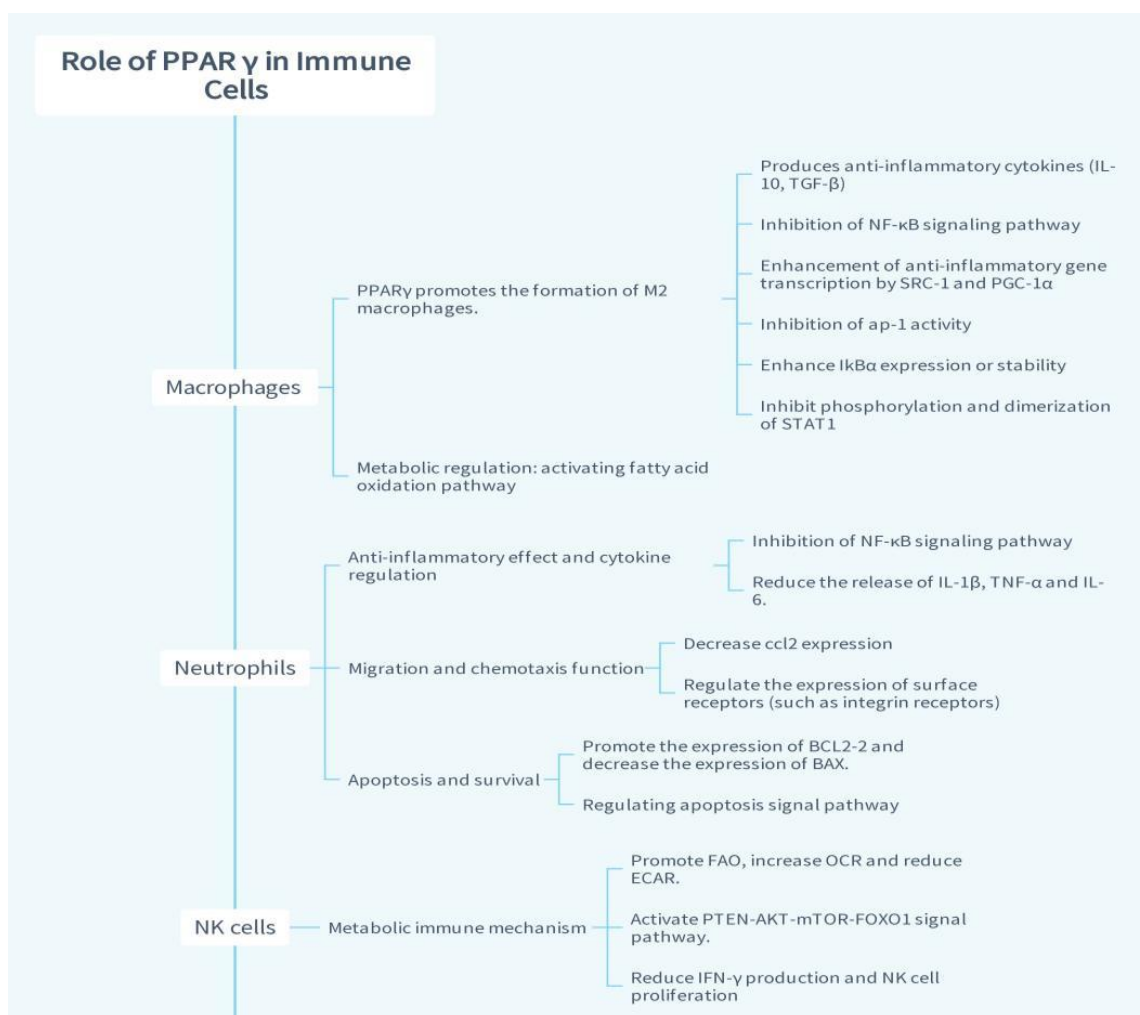 Role of PPAR γ in Immune
Cells
Macrophages
PPARγ promotes the formation of M2
macrophages.
Produces anti-inflammatory cytokines (IL-
10, TGF-β)
Inhibition of NF-κB signaling pathway
Enhancement of anti-inflammatory gene
transcription by SRC-1 and PGC-1α
Inhibition of ap-1 activity
Enhance IkBα expression or stability
Inhibit phosphorylation and dimerization
of STAT1
Metabolic regulation: activating fatty acid
oxidation pathway
Neutrophils
Anti-inflammatory effect and cytokine
regulation
Inhibition of NF-κB signaling pathway
Reduce the release of IL-1β, TNF-α and IL-
6.
Migration and chemotaxis function
Decrease ccl2 expression
Regulate the expression of surface
receptors (such as integrin receptors)
Apoptosis and survival
Promote the expression of BCL2-2 and
decrease the expression of BAX.
Regulating apoptosis signal pathway
NK cells
Metabolic immune mechanism
Promote FAO, increase OCR and reduce
ECAR.
Activate PTEN-AKT-mTOR-FOXO1 signal
pathway.
Reduce IFN-γ production and NK cell
proliferation